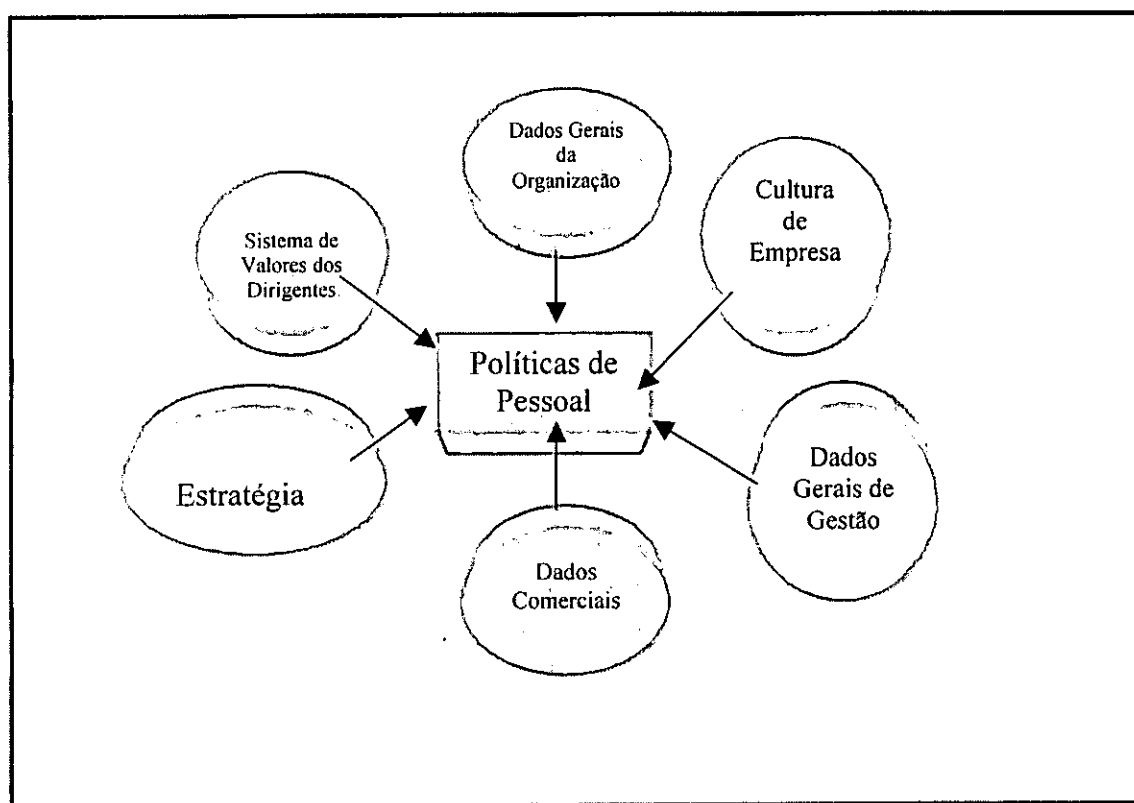 Dados Gerais
da
Organização
Cultura
de
Empresa
Sistema de
Valores dos
Dirigentes
Políticas de
Pessoal
Estratégia
Dados
Gerais de
Gestão
Dados
Comerciais